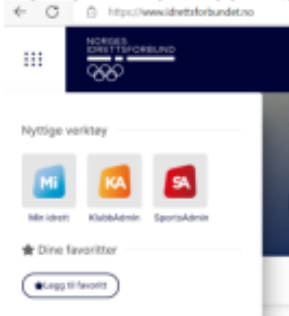 https://www.idrettsforbundet.no
NORGES
IDRETTSFORBUND
Nyttige verktøy
Mi
KA
SA
Min idrett
KlubbAdmin
SportsAdmin
Dine favoritter
Legg til favoritt